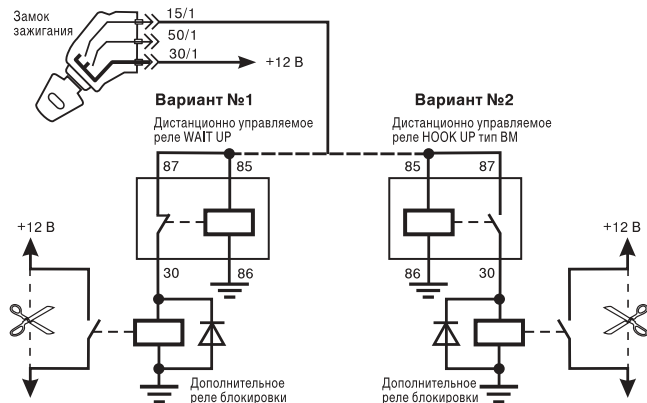 Замок
зажигания
15/1
50/1
30/1
+12 В
Вариант №1
Дистанционно управляемое
реле WAIT UP
Вариант №2
Дистанционно управляемое
реле HOOK UP тип ВМ
87
85
85
87
+12 В
+12 В
30
86
86
30
Дополнительное
реле блокировки
Дополнительное
реле блокировки